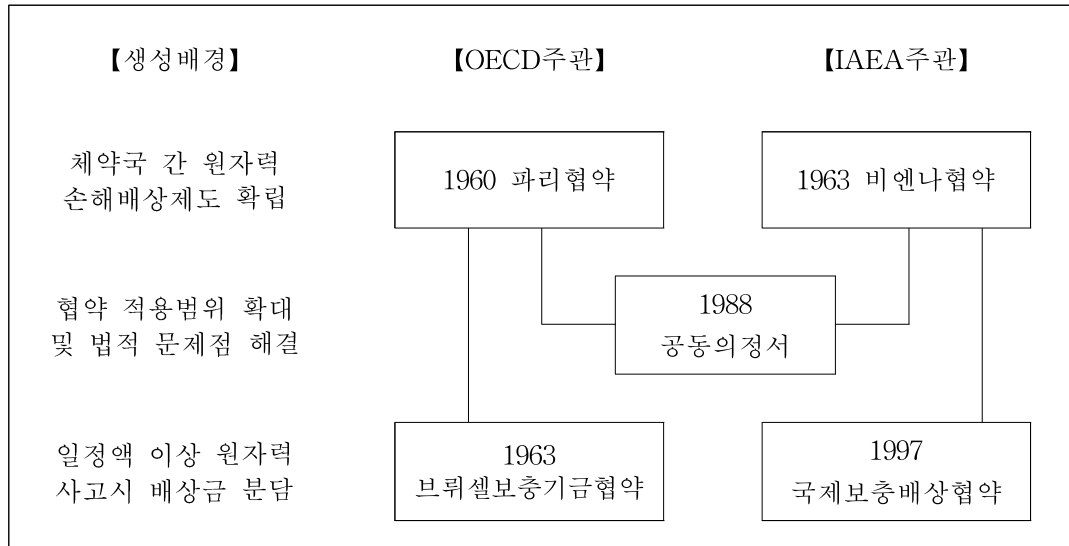 【생성배경】 【OECD주관】 【IAEA주관】
체약국 간 원자력
손해배상제도 확립
1960 파리협약
1963 비엔나협약
협약 적용범위 확대
및 법적 문제점 해결
1988
공동의정서
일정액 이상 원자력
사고시 배상금 분담
1963
브뤼셀보충기금협약
1997
국제보충배상협약